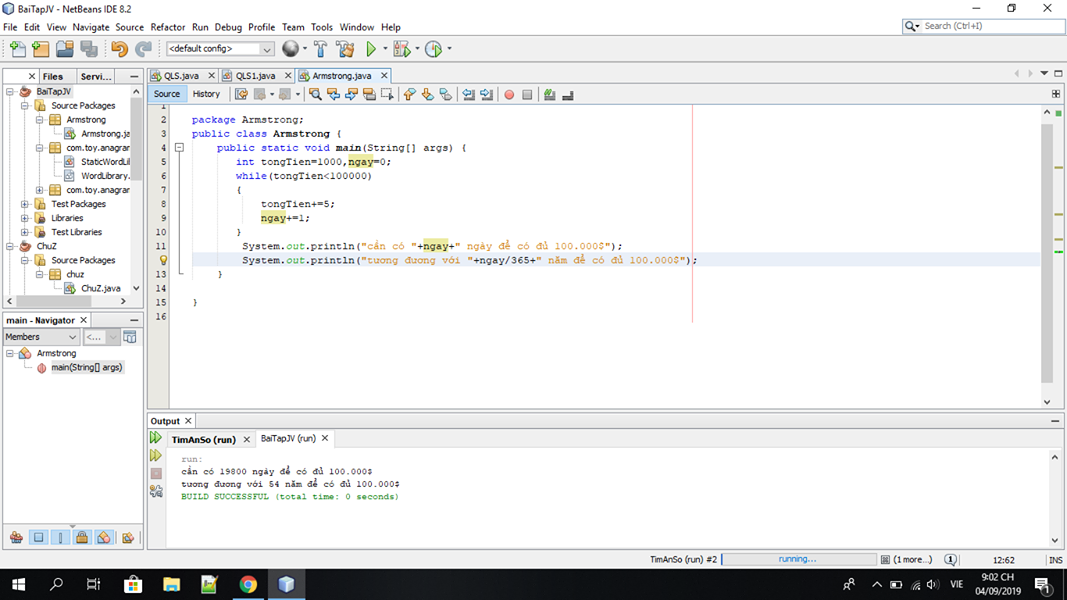 BaiTapJV - NetBeans IDE 8.2
File Edit View Navigate Source Refactor Run Debug Profile Team Tools Window Help
Search (Ctrl+I)
<default config>
Files Servi...
BaiTapJV
Source Packages
Armstrong
Armstrong.ja
com.toy.anagrar
StaticWordLil
WordLibrary.
com.toy.anagrar
Test Packages
Libraries
Test Libraries
ChuZ
Source Packages
chuz
ChuZ.java
main - Navigator
Members
<...
Armstrong
main(String[] args)
QLS.java QLS1.java Armstrong.java
Source History
1
2 package Armstrong;
3 public class Armstrong {
4 public static void main(String[] args) {
5 int tongTien=1000,ngay=0;
6 while(tongTien<100000)
7 {
8 tongTien+=5;
9 ngay+=1;
10 }
11 System.out.println("cần có "+ngay+" ngày để có đủ 100.000$");
System.out.println("tương đương với "+ngay/365+" năm để có đủ 100.000$");
13 }
14
15 }
16
Output
TimAnSo (run) BaiTapJV (run)
run:
cần có 19800 ngày để có đủ 100.000$
tương đương với 54 năm để có đủ 100.000$
BUILD SUCCESSFUL (total time: 0 seconds)
TimAnSo (run) #2 running... (1 more...) 1 12:62 INS
VIE 9:02 CH
04/09/2019 1